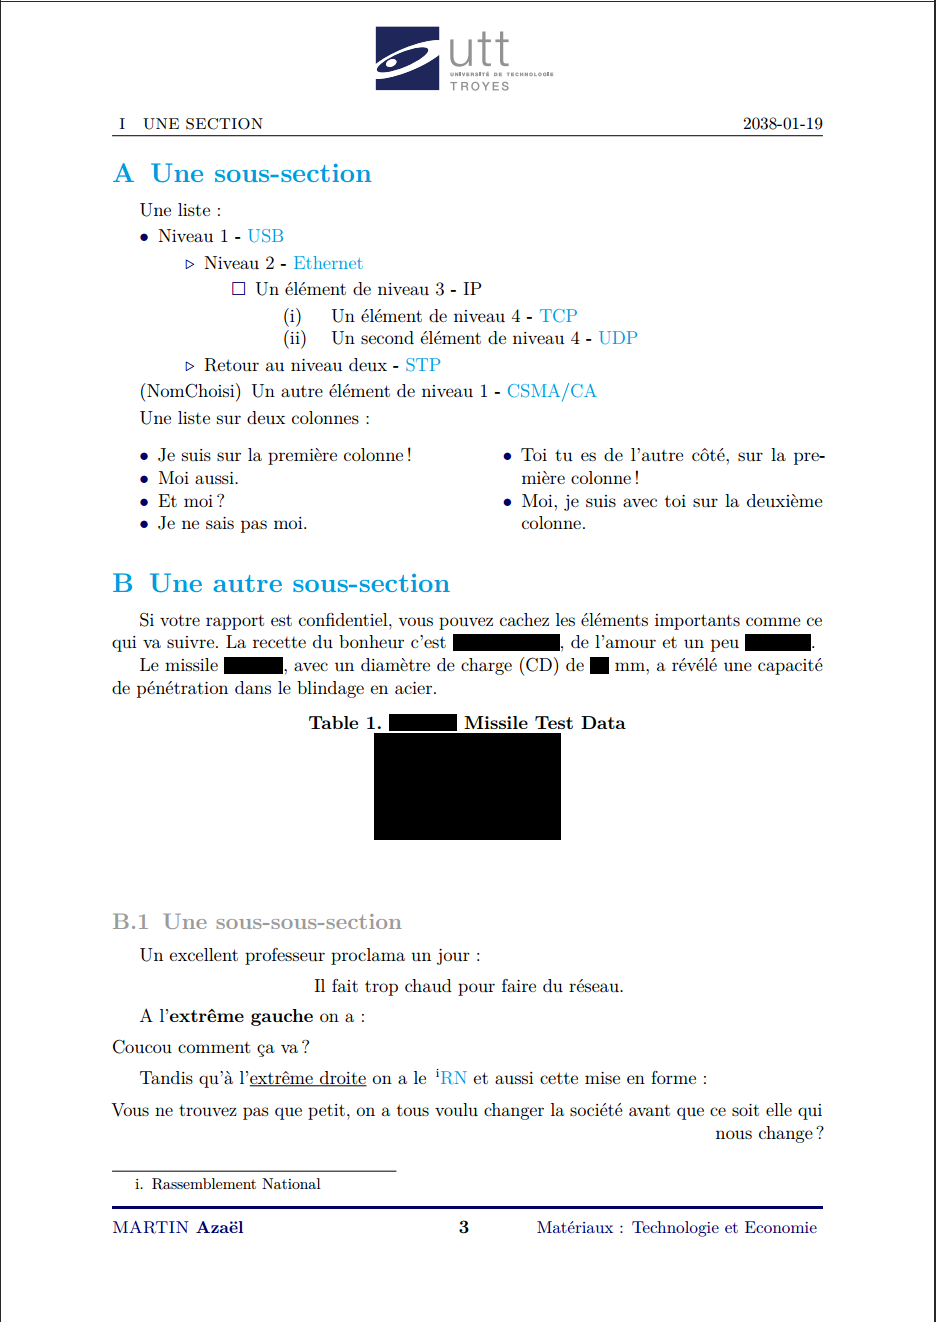 utt
UNIVERSITÉ DE TECHNOLOGIE
TROYES
I UNE SECTION 2038-01-19
A Une sous-section
Une liste :
• Niveau 1 - USB
▷ Niveau 2 - Ethernet
□ Un élément de niveau 3 - IP
(i) Un élément de niveau 4 - TCP
(ii) Un second élément de niveau 4 - UDP
▷ Retour au niveau deux - STP
(NomChoisi) Un autre élément de niveau 1 - CSMA/CA
Une liste sur deux colonnes :
• Je suis sur la première colonne !
• Moi aussi.
• Et moi ?
• Je ne sais pas moi.
• Toi tu es de l'autre côté, sur la pre-
mière colonne !
• Moi, je suis avec toi sur la deuxième
colonne.
B Une autre sous-section
Si votre rapport est confidentiel, vous pouvez cachez les éléments importants comme ce
qui va suivre. La recette du bonheur c'est , de l'amour et un peu .
Le missile , avec un diamètre de charge (CD) de mm, a révélé une capacité
de pénétration dans le blindage en acier.
Table 1. Missile Test Data
B.1 Une sous-sous-section
Un excellent professeur proclama un jour :
Il fait trop chaud pour faire du réseau.
A l'extrême gauche on a :
Coucou comment ça va ?
Tandis qu'à l'extrême droite on a le iRN et aussi cette mise en forme :
Vous ne trouvez pas que petit, on a tous voulu changer la société avant que ce soit elle qui
nous change ?
i. Rassemblement National
MARTIN Azaël 3 Matériaux : Technologie et Economie